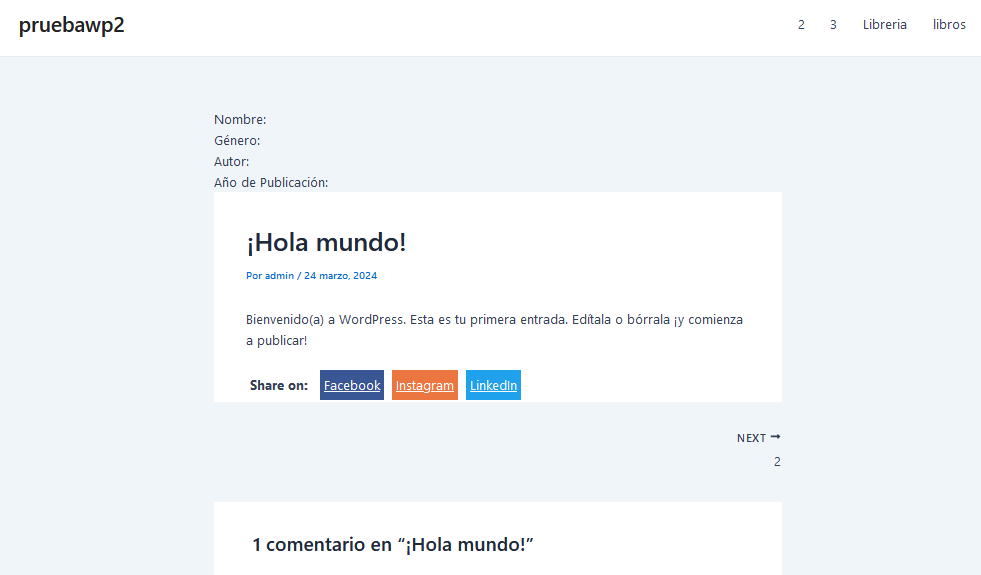 pruebawp2
2 3 Libreria libros
Nombre:
Género:
Autor:
Año de Publicación:
¡Hola mundo!
Por admin / 24 marzo, 2024
Bienvenido(a) a WordPress. Esta es tu primera entrada. Edítala o bórrala ¡y comienza
a publicar!
Share on: Facebook Instagram LinkedIn
NEXT →
2
1 comentario en “¡Hola mundo!”